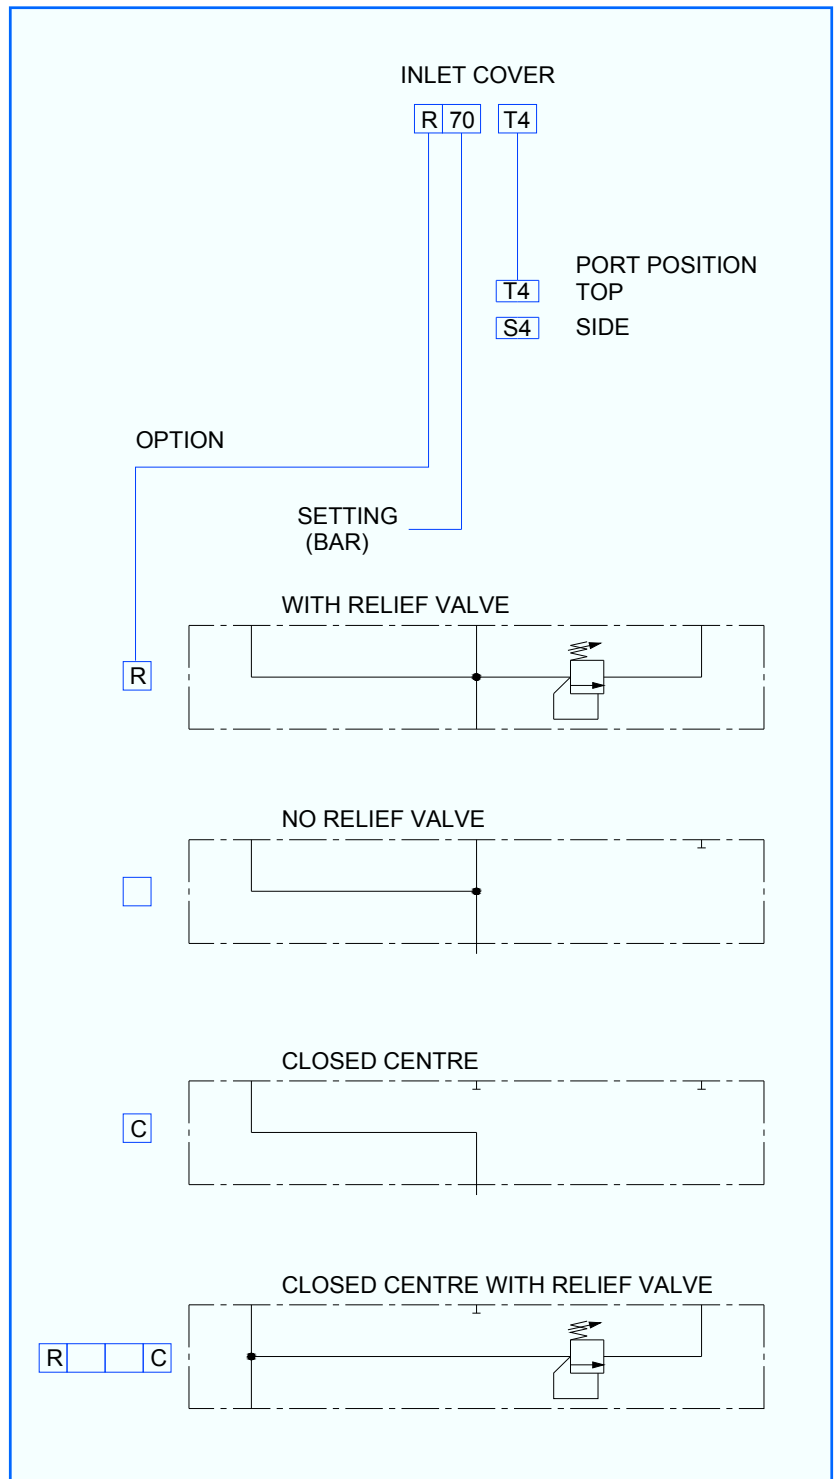 INLET COVER
R 70 T4
PORT POSITION
T4 TOP
S4 SIDE
OPTION
SETTING
(BAR)
WITH RELIEF VALVE
R
NO RELIEF VALVE
CLOSED CENTRE
C
CLOSED CENTRE WITH RELIEF VALVE
R C